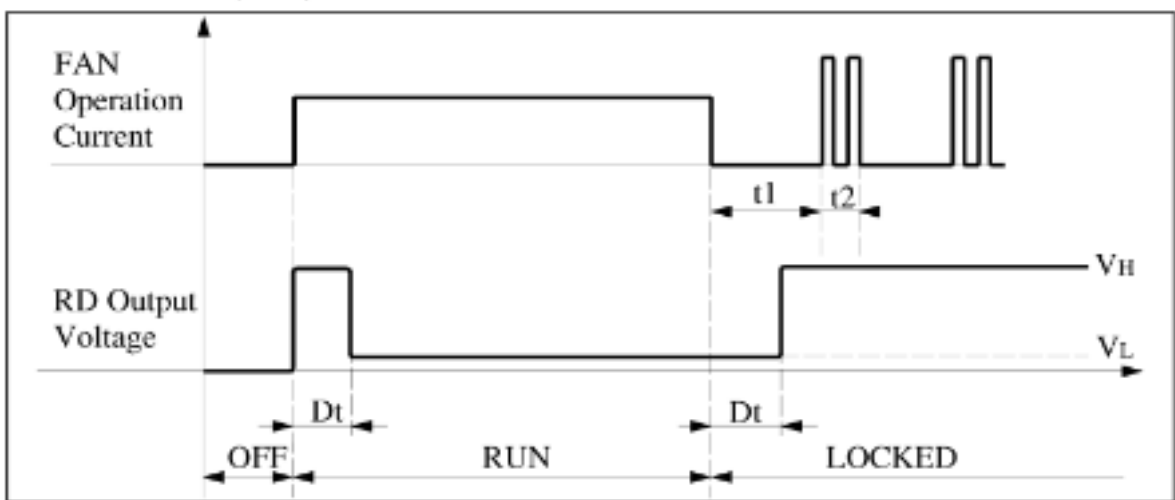 FAN
Operation
Current
t1
t2
RD Output
Voltage
VH
VL
Dt
Dt
OFF
RUN
LOCKED